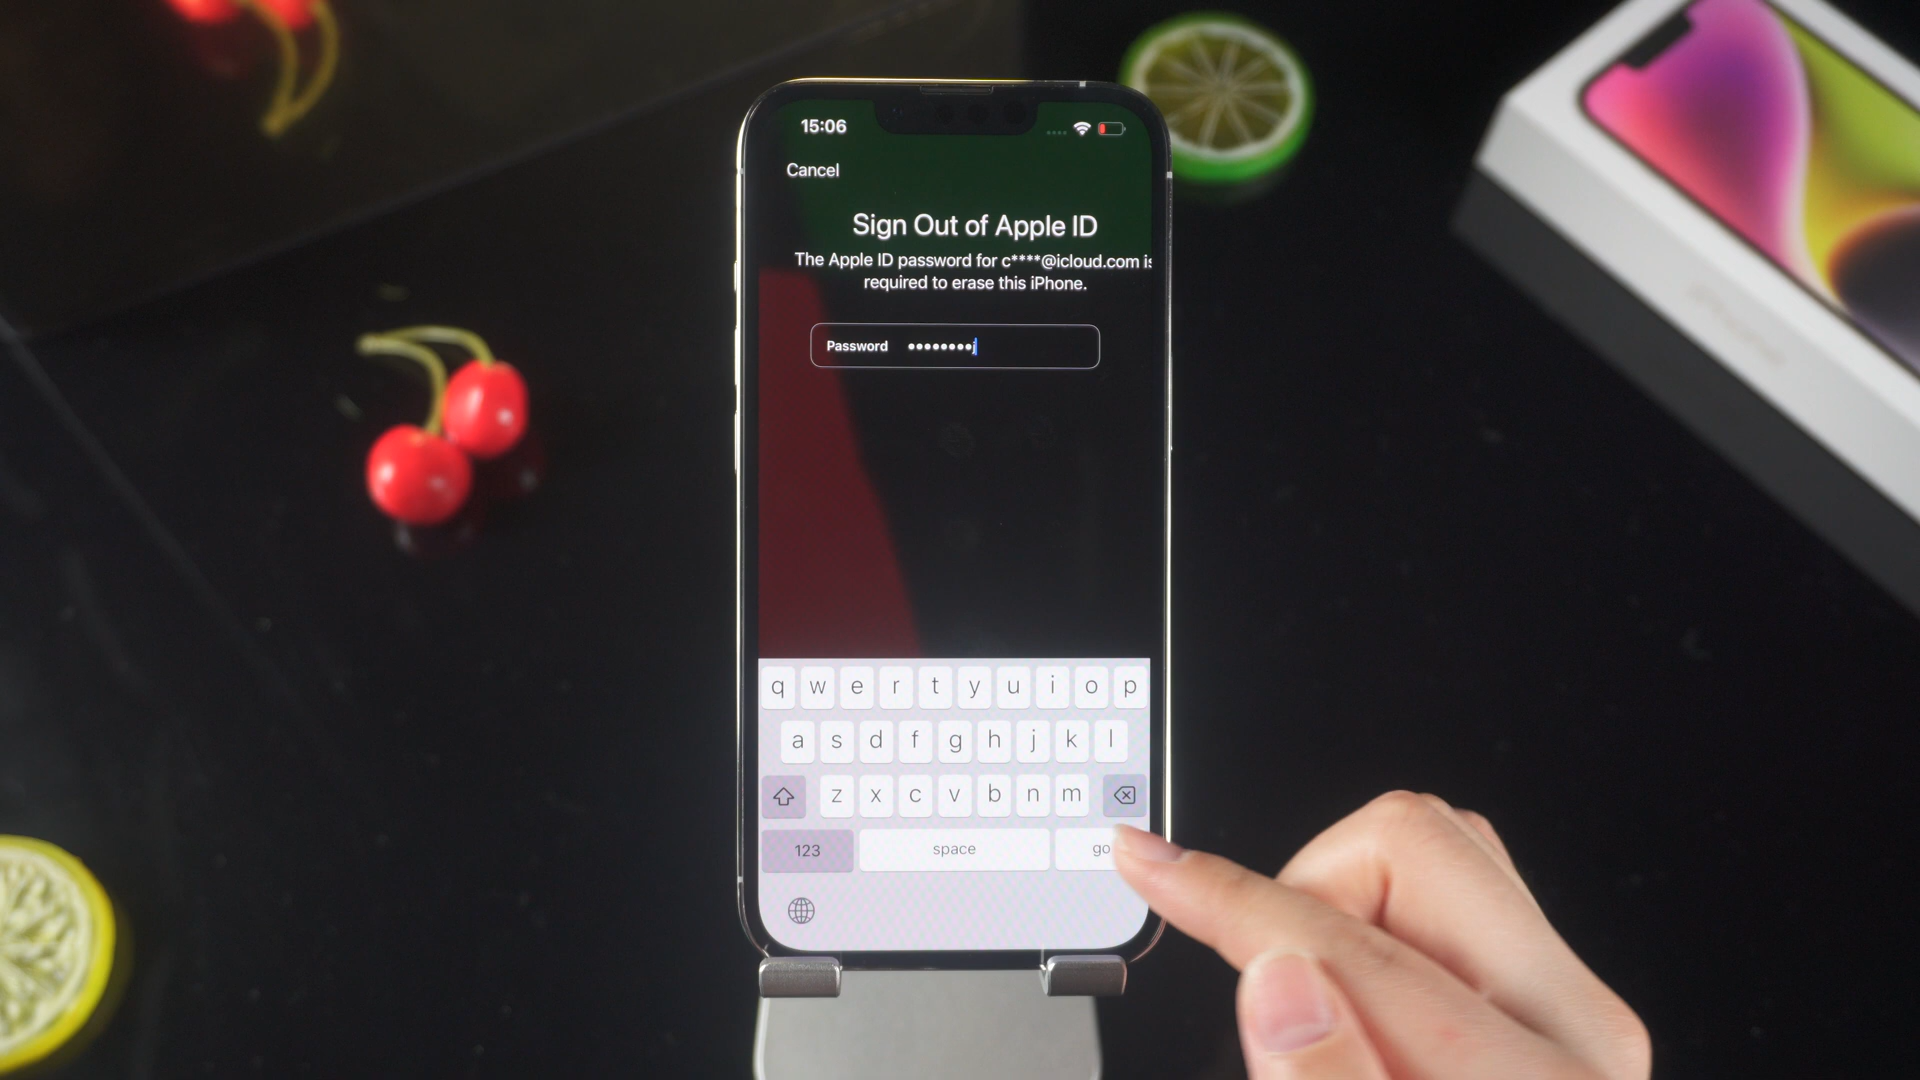 15:06
Cancel
Sign Out of Apple ID
The Apple ID password for c****@icloud.com is
required to erase this iPhone.
Password ••••••••j
q w e r t y u i o p
a s d f g h j k l
z x c v b n m
123 space go
iPhone